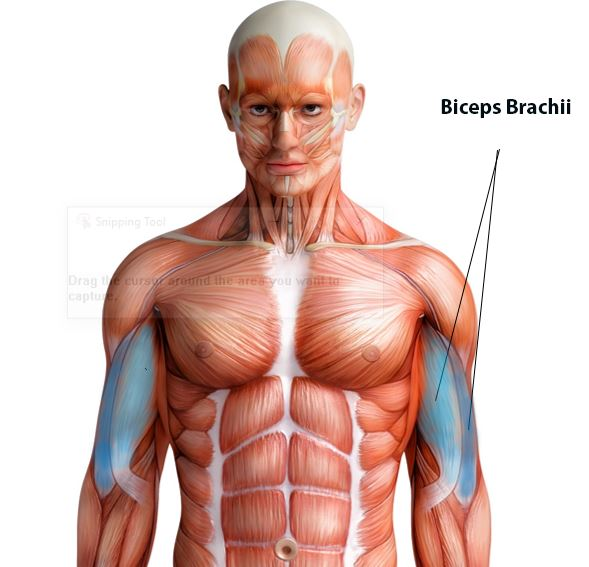 Biceps Brachii
Snipping Tool
Drag the cursor around the area you want to
capture.